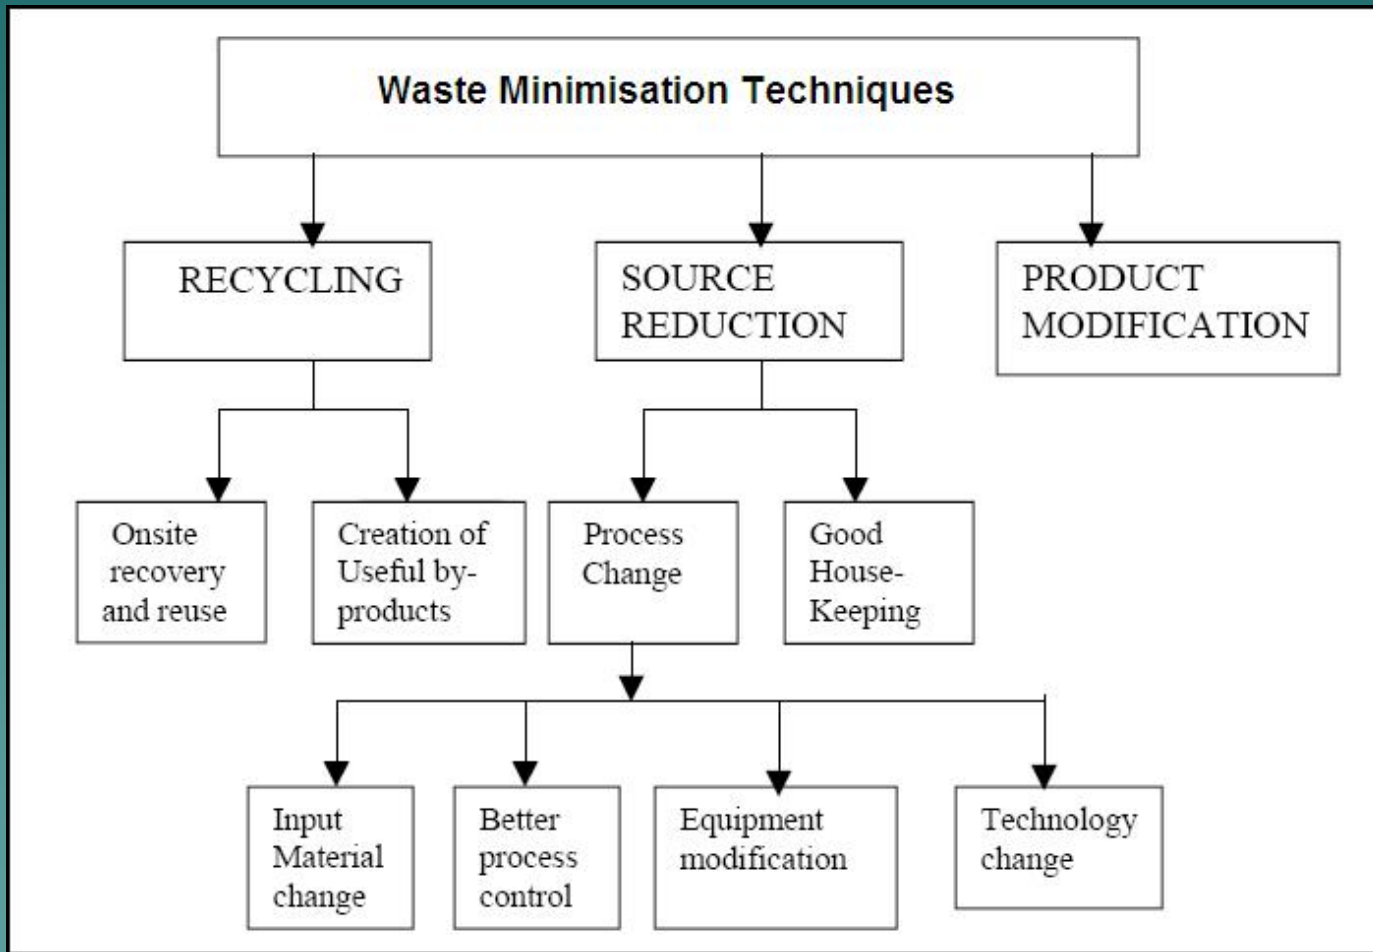 Waste Minimisation Techniques
RECYCLING
SOURCE
REDUCTION
PRODUCT
MODIFICATION
Onsite
recovery
and reuse
Creation of
Useful by-
products
Process
Change
Good
House-
Keeping
Input
Material
change
Better
process
control
Equipment
modification
Technology
change